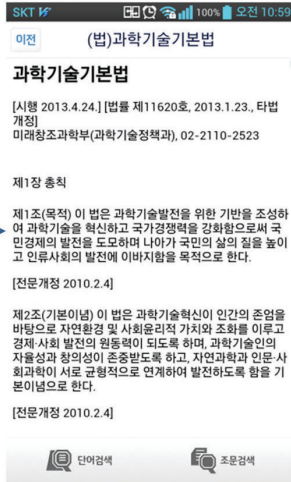 SKT
100% 오전 10:59
이전
(법)과학기술기본법
과학기술기본법
[시행 2013.4.24.] [법률 제11620호, 2013.1.23., 타법
개정]
미래창조과학부(과학기술정책과), 02-2110-2523
제1장 총칙
제1조(목적) 이 법은 과학기술발전을 위한 기반을 조성하
여 과학기술을 혁신하고 국가경쟁력을 강화함으로써 국
민경제의 발전을 도모하며 나아가 국민의 삶의 질을 높이
고 인류사회의 발전에 이바지함을 목적으로 한다.
[전문개정 2010.2.4]
제2조(기본이념) 이 법은 과학기술혁신이 인간의 존엄을
바탕으로 자연환경 및 사회윤리적 가치와 조화를 이루고
경제·사회 발전의 원동력이 되도록 하며, 과학기술인의
자율성과 창의성이 존중받도록 하고, 자연과학과 인문·사
회과학이 서로 균형적으로 연계하여 발전하도록 함을 기
본이념으로 한다.
[전문개정 2010.2.4]
단어검색
조문검색